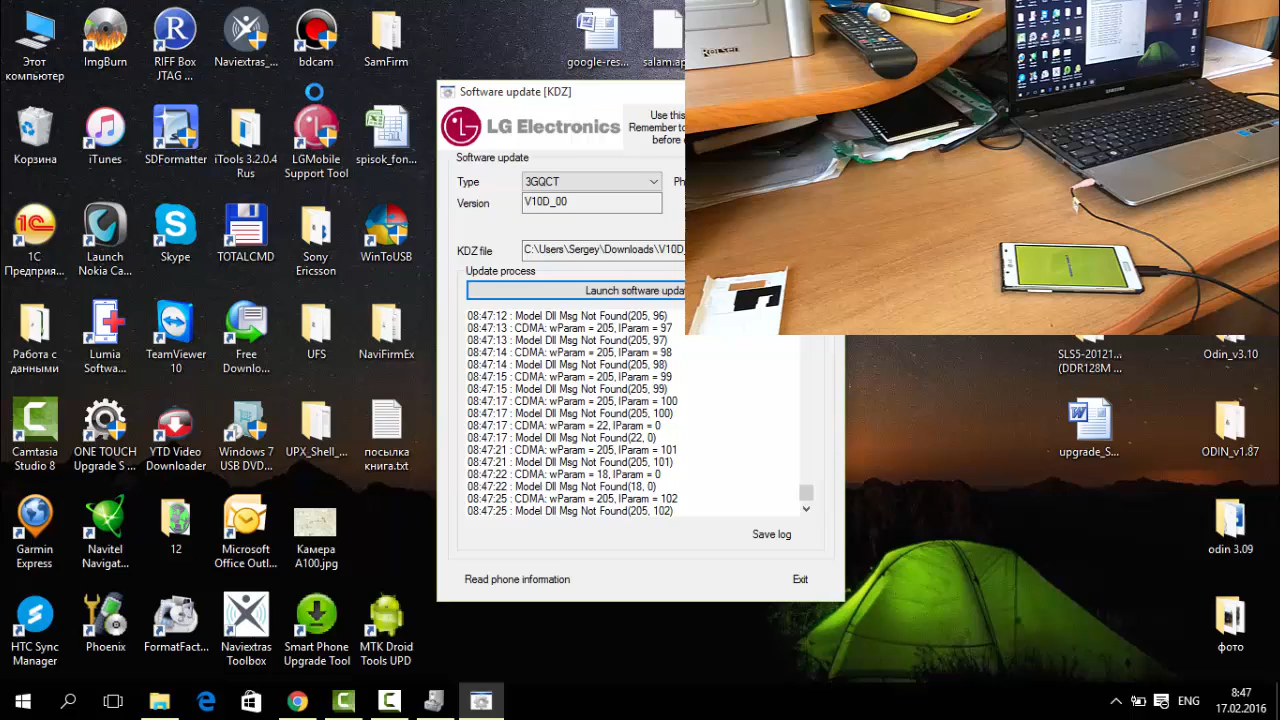 Этот
компьютер
ImgBurn
RIFF Box
JTAG ...
Naviextras_...
bdcam
SamFirm
google-res...
salam.ap
Корзина
iTunes
SDFormatter
iTools 3.2.0.4
Rus
LGMobile
Support Tool
spisok_fon...
1C
Предприя...
Launch
Nokia Ca...
Skype
TOTALCMD
Sony
Ericsson
WinToUSB
Работа с
данными
Lumia
Softwa...
TeamViewer
10
Free
Downlo...
UFS
NaviFirmEx
Camtasia
Studio 8
ONE TOUCH
Upgrade S ...
YTD Video
Downloader
Windows 7
USB DVD...
UPX_Shell_...
посылка
книга.txt
Garmin
Express
Navitel
Navigat...
12
Microsoft
Office Outl...
Камера
A100.jpg
HTC Sync
Manager
Phoenix
FormatFact...
Naviextras
Toolbox
Smart Phone
Upgrade Tool
MTK Droid
Tools UPD
Software update [KDZ]
LG Electronics
Use this
Remember to
before
Software update
Type
3GQCT
Ph
Version
V10D_00
KDZ file
C:\Users\Sergey\Downloads\V10D_
Update process
Launch software upda
08:47:12 : Model Dll Msg Not Found(205, 96)
08:47:13 : CDMA: wParam = 205, lParam = 97
08:47:13 : Model Dll Msg Not Found(205, 97)
08:47:14 : CDMA: wParam = 205, lParam = 98
08:47:14 : Model Dll Msg Not Found(205, 98)
08:47:15 : CDMA: wParam = 205, lParam = 99
08:47:15 : Model Dll Msg Not Found(205, 99)
08:47:17 : CDMA: wParam = 205, lParam = 100
08:47:17 : Model Dll Msg Not Found(205, 100)
08:47:17 : CDMA: wParam = 22, lParam = 0
08:47:17 : Model Dll Msg Not Found(22, 0)
08:47:21 : CDMA: wParam = 205, lParam = 101
08:47:21 : Model Dll Msg Not Found(205, 101)
08:47:22 : CDMA: wParam = 18, lParam = 0
08:47:22 : Model Dll Msg Not Found(18, 0)
08:47:25 : CDMA: wParam = 205, lParam = 102
08:47:25 : Model Dll Msg Not Found(205, 102)
Save log
Read phone information
Exit
SLS5-20121...
(DDR128M ...
Odin_v3.10
upgrade_S...
ODIN_v1.87
odin 3.09
фото
ENG
8:47
17.02.2016